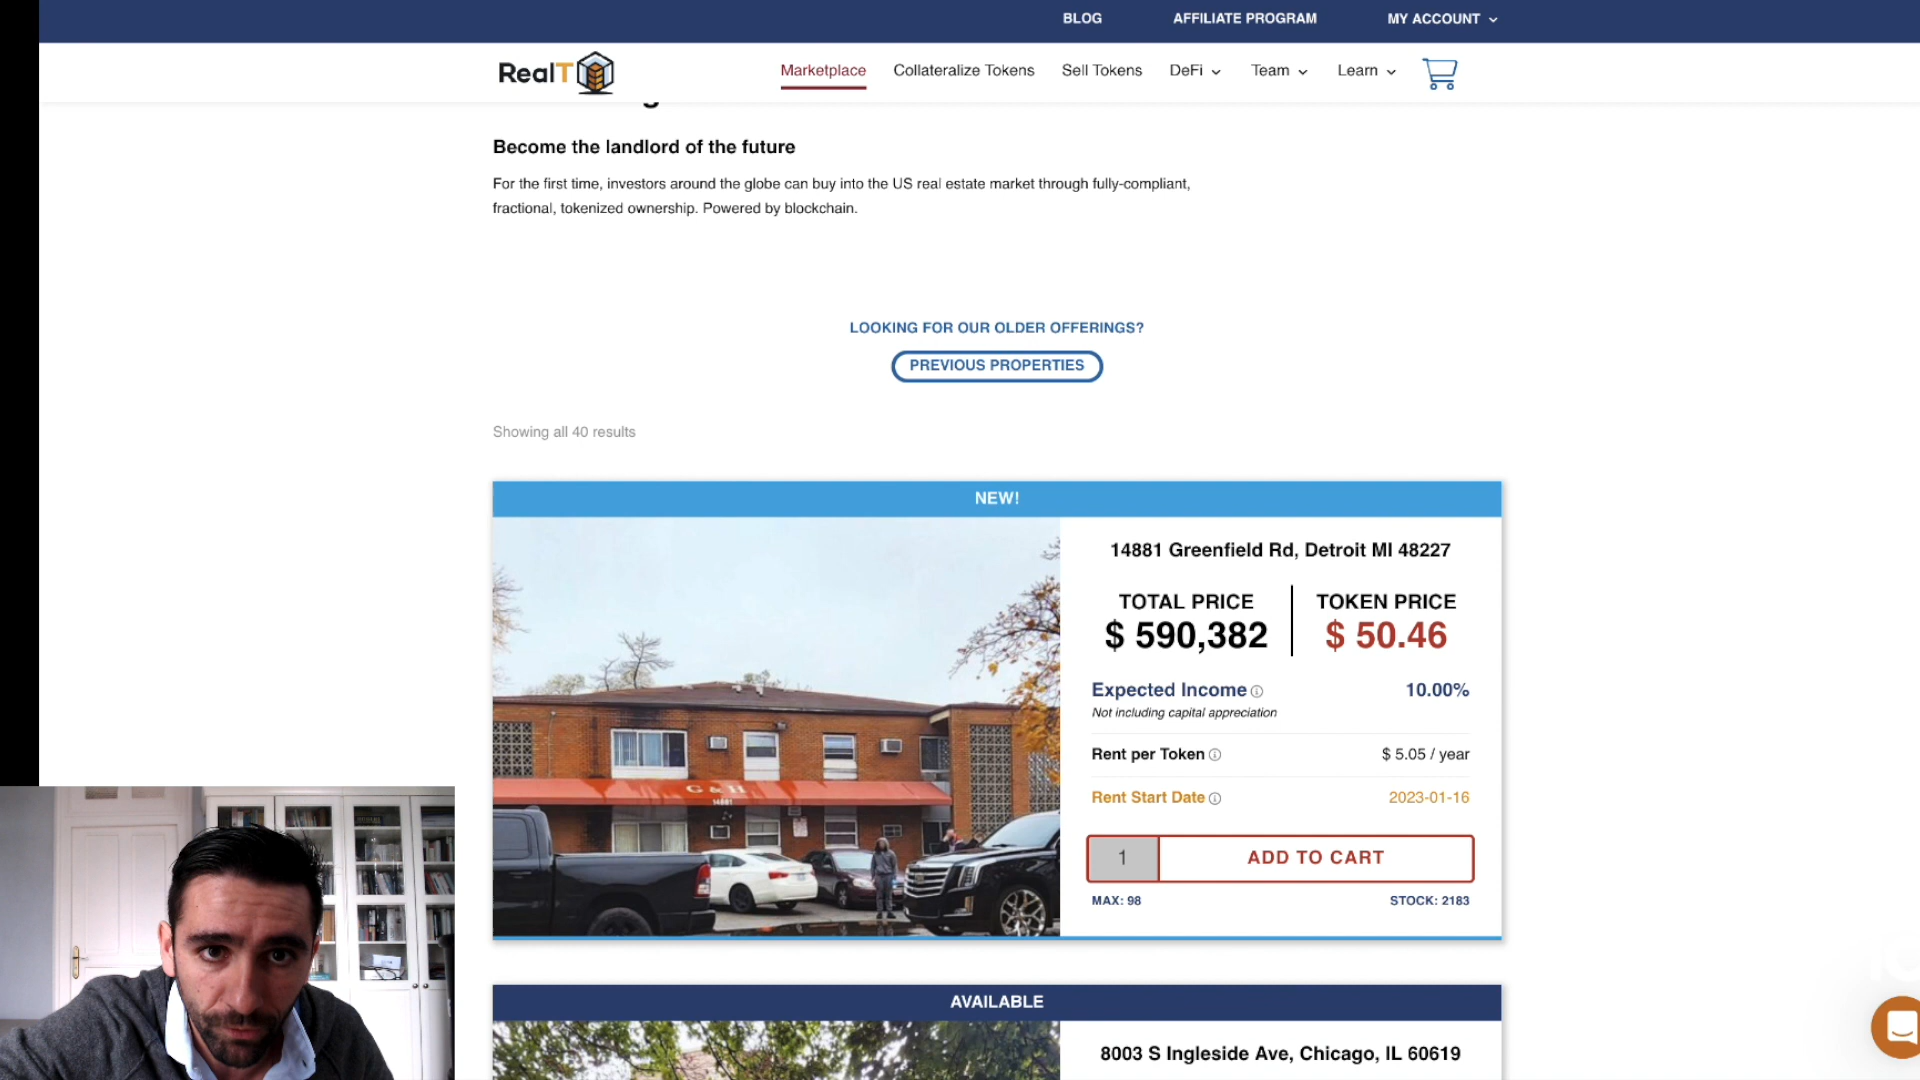 BLOG
AFFILIATE PROGRAM
MY ACCOUNT
RealT
Marketplace
Collateralize Tokens
Sell Tokens
DeFi
Team
Learn
Become the landlord of the future
For the first time, investors around the globe can buy into the US real estate market through fully-compliant,
fractional, tokenized ownership. Powered by blockchain.
LOOKING FOR OUR OLDER OFFERINGS?
PREVIOUS PROPERTIES
Showing all 40 results
NEW!
G & H
14881
14881 Greenfield Rd, Detroit MI 48227
TOTAL PRICE
$ 590,382
TOKEN PRICE
$ 50.46
Expected Income
10.00%
Not including capital appreciation
Rent per Token
$ 5.05 / year
Rent Start Date
2023-01-16
1
ADD TO CART
MAX: 98
STOCK: 2183
AVAILABLE
8003 S Ingleside Ave, Chicago, IL 60619